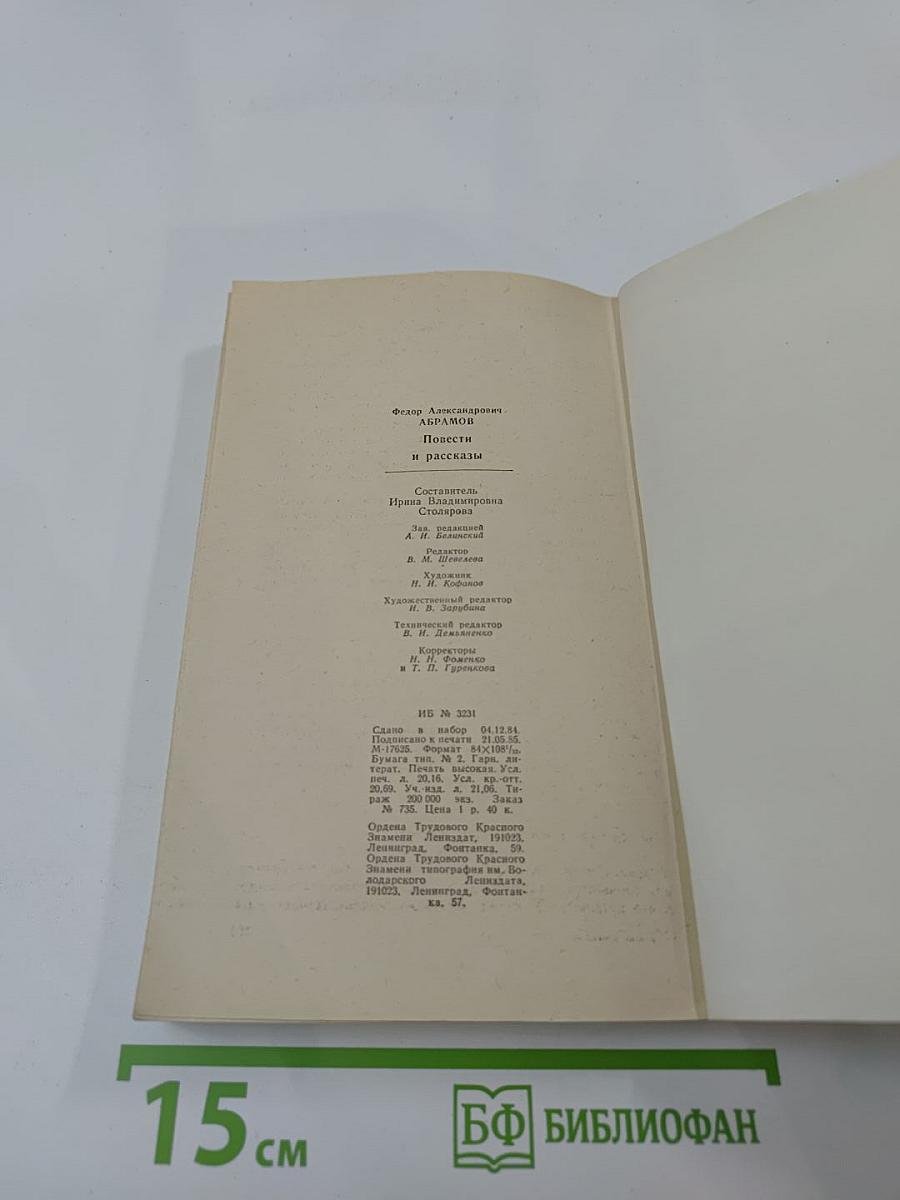 Федор Александрович
АБРАМОВ
Повести
и рассказы
Составитель
Ирина Владимировна
Столярова
Зав. редакцией
А. И. Белинский
Редактор
В. М. Шевелева
Художник
Н. И. Кофанов
Художественный редактор
И. В. Зарубина
Технический редактор
В. И. Демьяненко
Корректоры
Н. Н. Фоменко
и Т. П. Гуренкова
ИБ № 3231
Сдано в набор 04.12.84.
Подписано к печати 21.05.85.
М-17625. Формат 84×108¹/₃₂.
Бумага тип. № 2. Гарн. ли-
терат. Печать высокая. Усл.
печ. л. 20,16. Усл. кр.-отт.
20,69. Уч.-изд. л. 21,06. Ти-
раж 200 000 экз. Заказ
№ 735. Цена 1 р. 40 к.
Ордена Трудового Красного
Знамени Лениздат, 191023,
Ленинград, Фонтанка, 59.
Ордена Трудового Красного
Знамени типография им. Во-
лодарского Лениздата,
191023, Ленинград, Фонтан-
ка, 57.
15 см
БФ БИБЛИОФАН